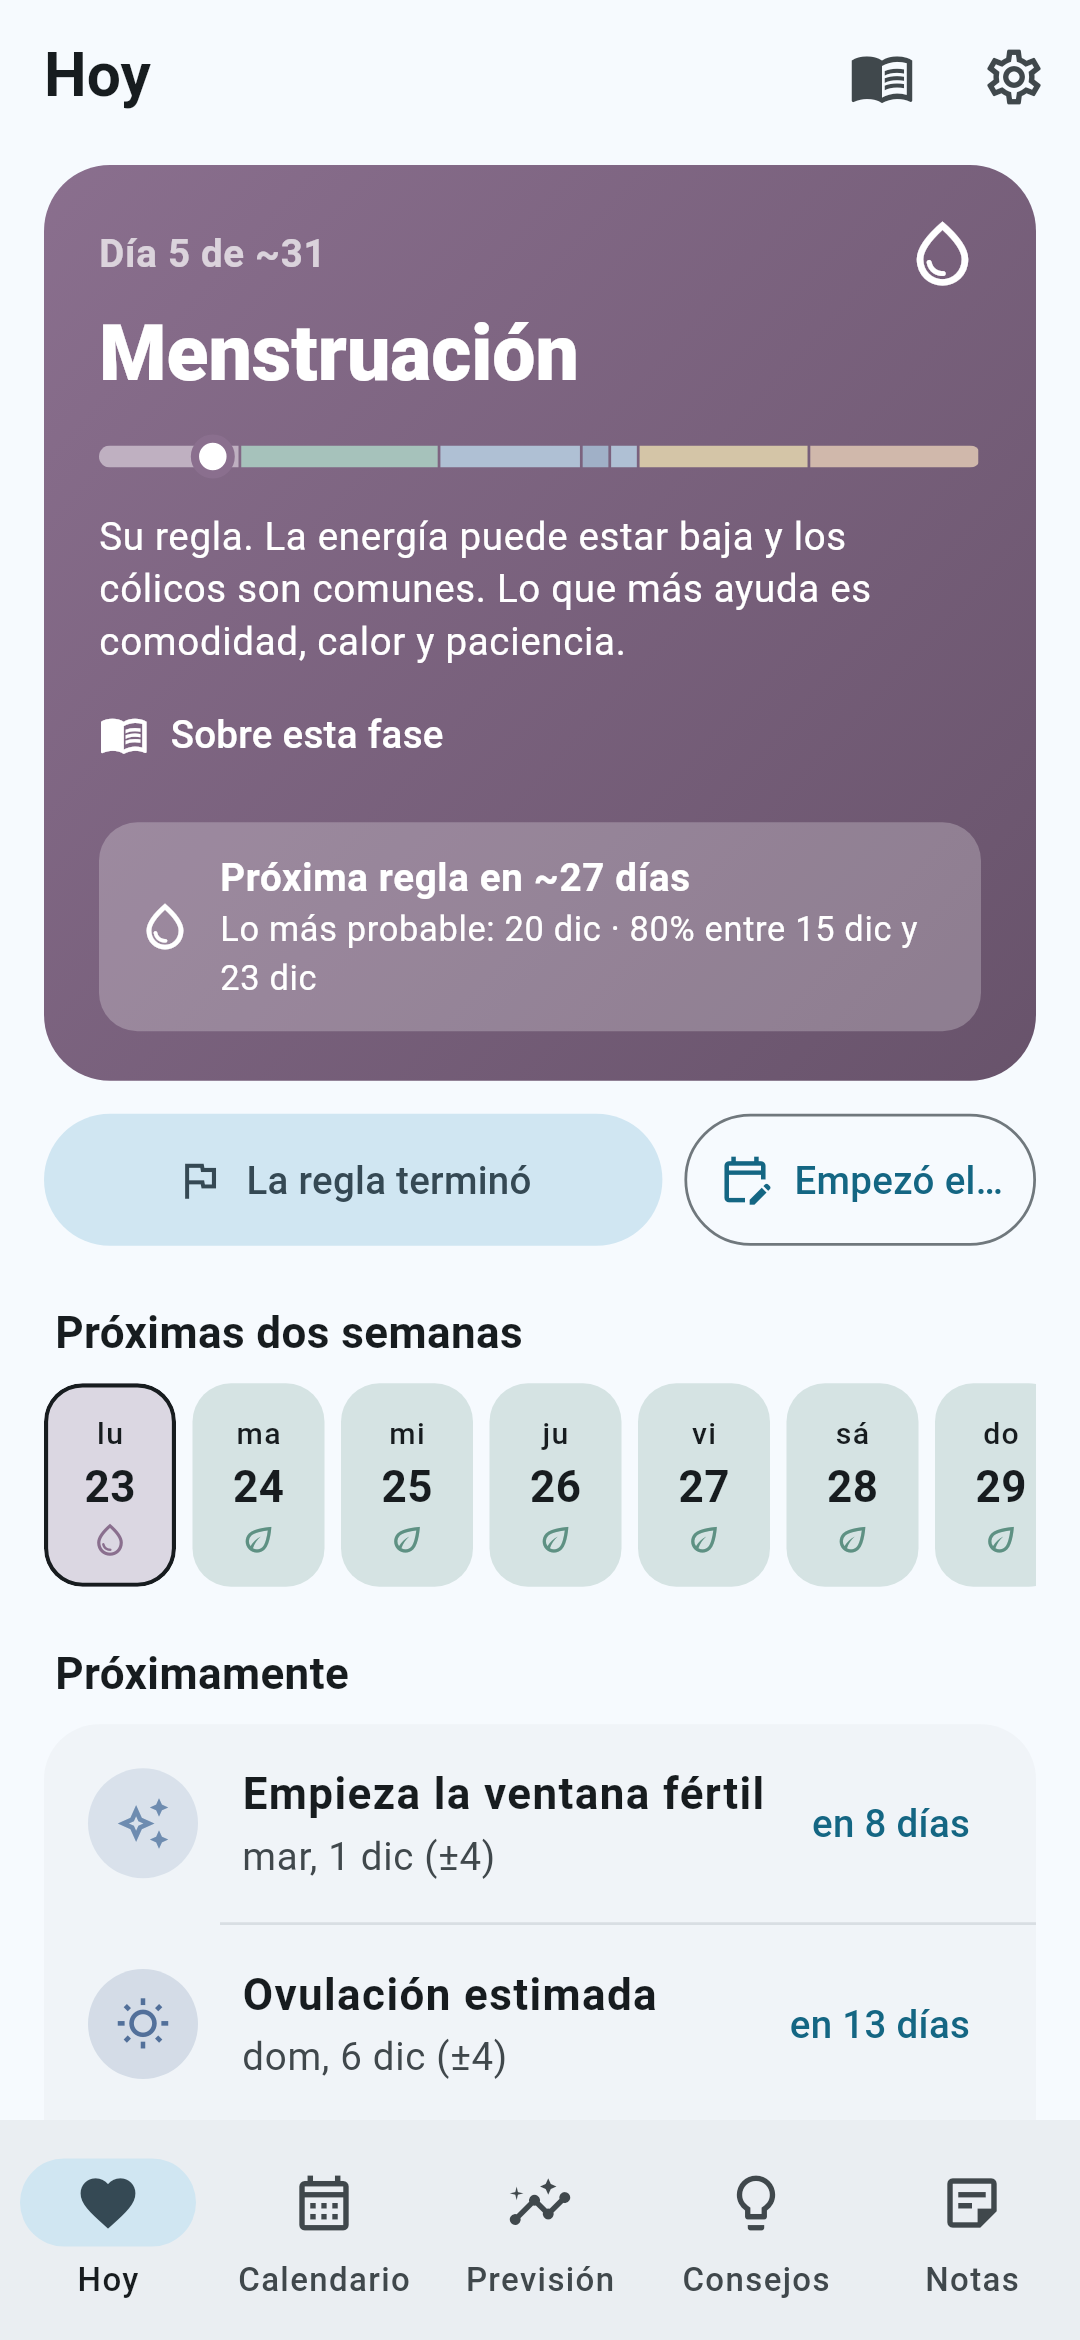 Hoy
Día 5 de ~31
Menstruación
Su regla. La energía puede estar baja y los
cólicos son comunes. Lo que más ayuda es
comodidad, calor y paciencia.
Sobre esta fase
Próxima regla en ~27 días
Lo más probable: 20 dic · 80% entre 15 dic y
23 dic
La regla terminó
Empezó el…
Próximas dos semanas
lu
ma
mi
ju
vi
sá
do
23
24
25
26
27
28
29
Próximamente
Empieza la ventana fértil
mar, 1 dic (±4)
en 8 días
Ovulación estimada
dom, 6 dic (±4)
en 13 días
Hoy
Calendario
Previsión
Consejos
Notas